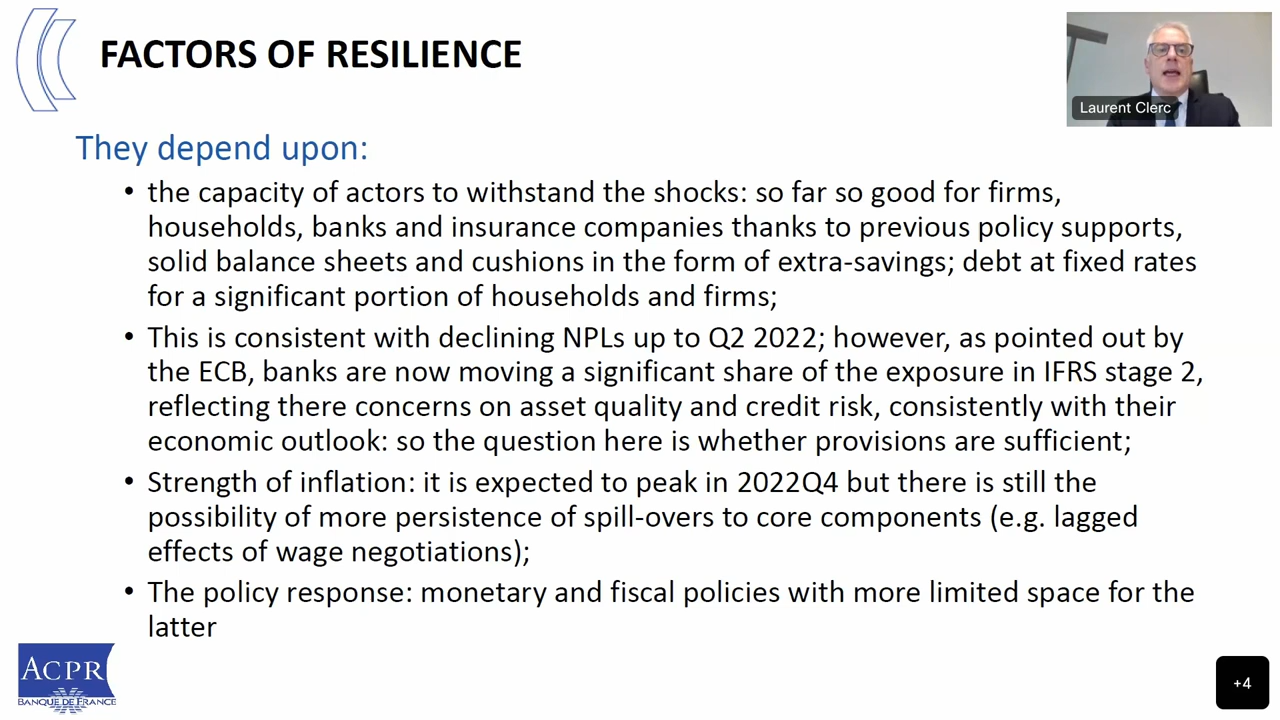 FACTORS OF RESILIENCE
Laurent Clerc
They depend upon:
• the capacity of actors to withstand the shocks: so far so good for firms,
households, banks and insurance companies thanks to previous policy supports,
solid balance sheets and cushions in the form of extra-savings; debt at fixed rates
for a significant portion of households and firms;
• This is consistent with declining NPLs up to Q2 2022; however, as pointed out by
the ECB, banks are now moving a significant share of the exposure in IFRS stage 2,
reflecting there concerns on asset quality and credit risk, consistently with their
economic outlook: so the question here is whether provisions are sufficient;
• Strength of inflation: it is expected to peak in 2022Q4 but there is still the
possibility of more persistence of spill-overs to core components (e.g. lagged
effects of wage negotiations);
• The policy response: monetary and fiscal policies with more limited space for the
latter
ACPR
BANQUE DE FRANCE
+4